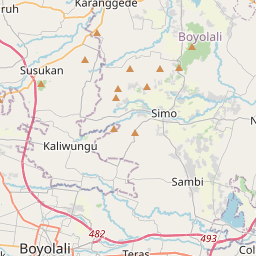 Karanggede
ruh
Boyolali
Susukan
Simo
N
Kaliwungu
Sambi
482
493
Boyolali
Teras
Col